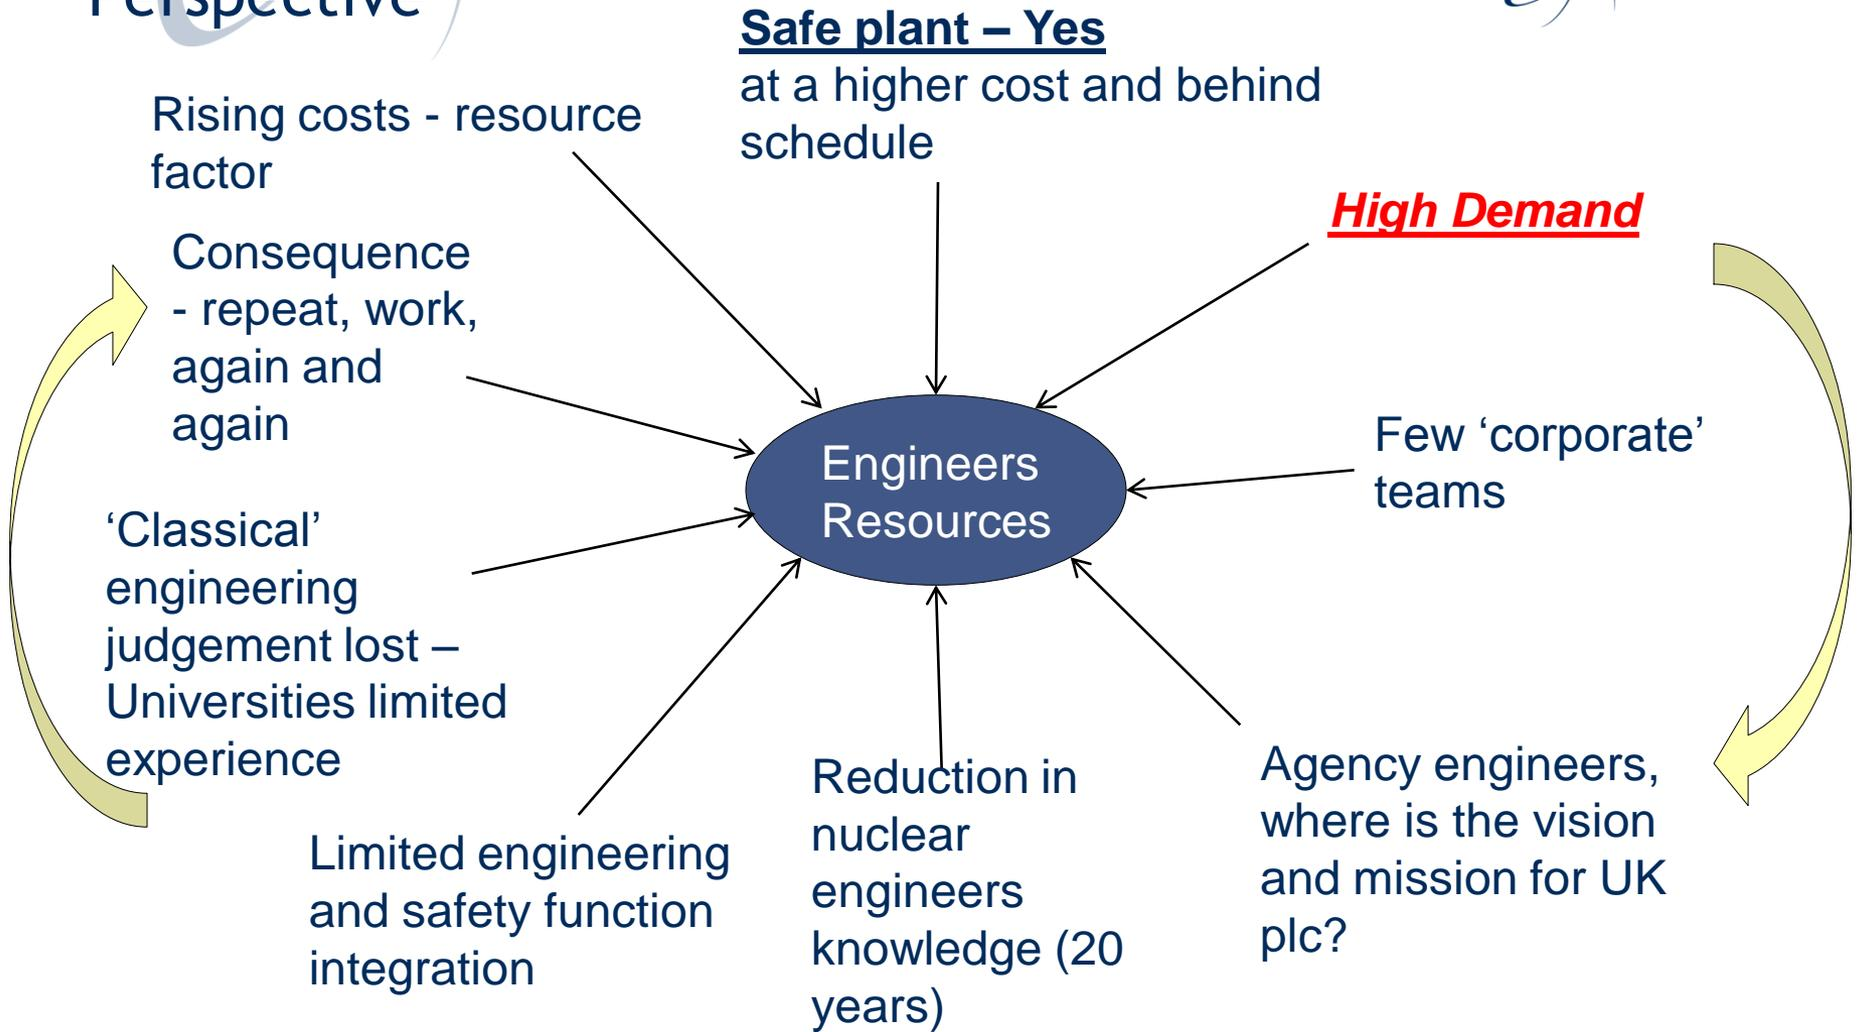 Perspective
Safe plant – Yes
at a higher cost and behind
schedule
Rising costs - resource
factor
High Demand
Consequence
- repeat, work,
again and
again
Engineers
Resources
Few ‘corporate’
teams
‘Classical’
engineering
judgement lost –
Universities limited
experience
Limited engineering
and safety function
integration
Reduction in
nuclear
engineers
knowledge (20
years)
Agency engineers,
where is the vision
and mission for UK
plc?